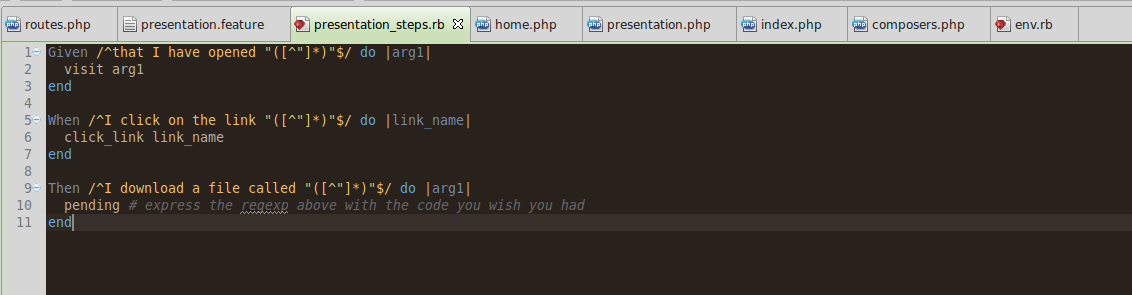 routes.php presentation.feature presentation_steps.rb home.php presentation.php index.php composers.php env.rb
1 Given /^that I have opened "([^"]*)"$/ do |arg1|
2 visit arg1
3 end
4
5 When /^I click on the link "([^"]*)"$/ do |link_name|
6 click_link link_name
7 end
8
9 Then /^I download a file called "([^"]*)"$/ do |arg1|
10 pending # express the regexp above with the code you wish you had
11 end